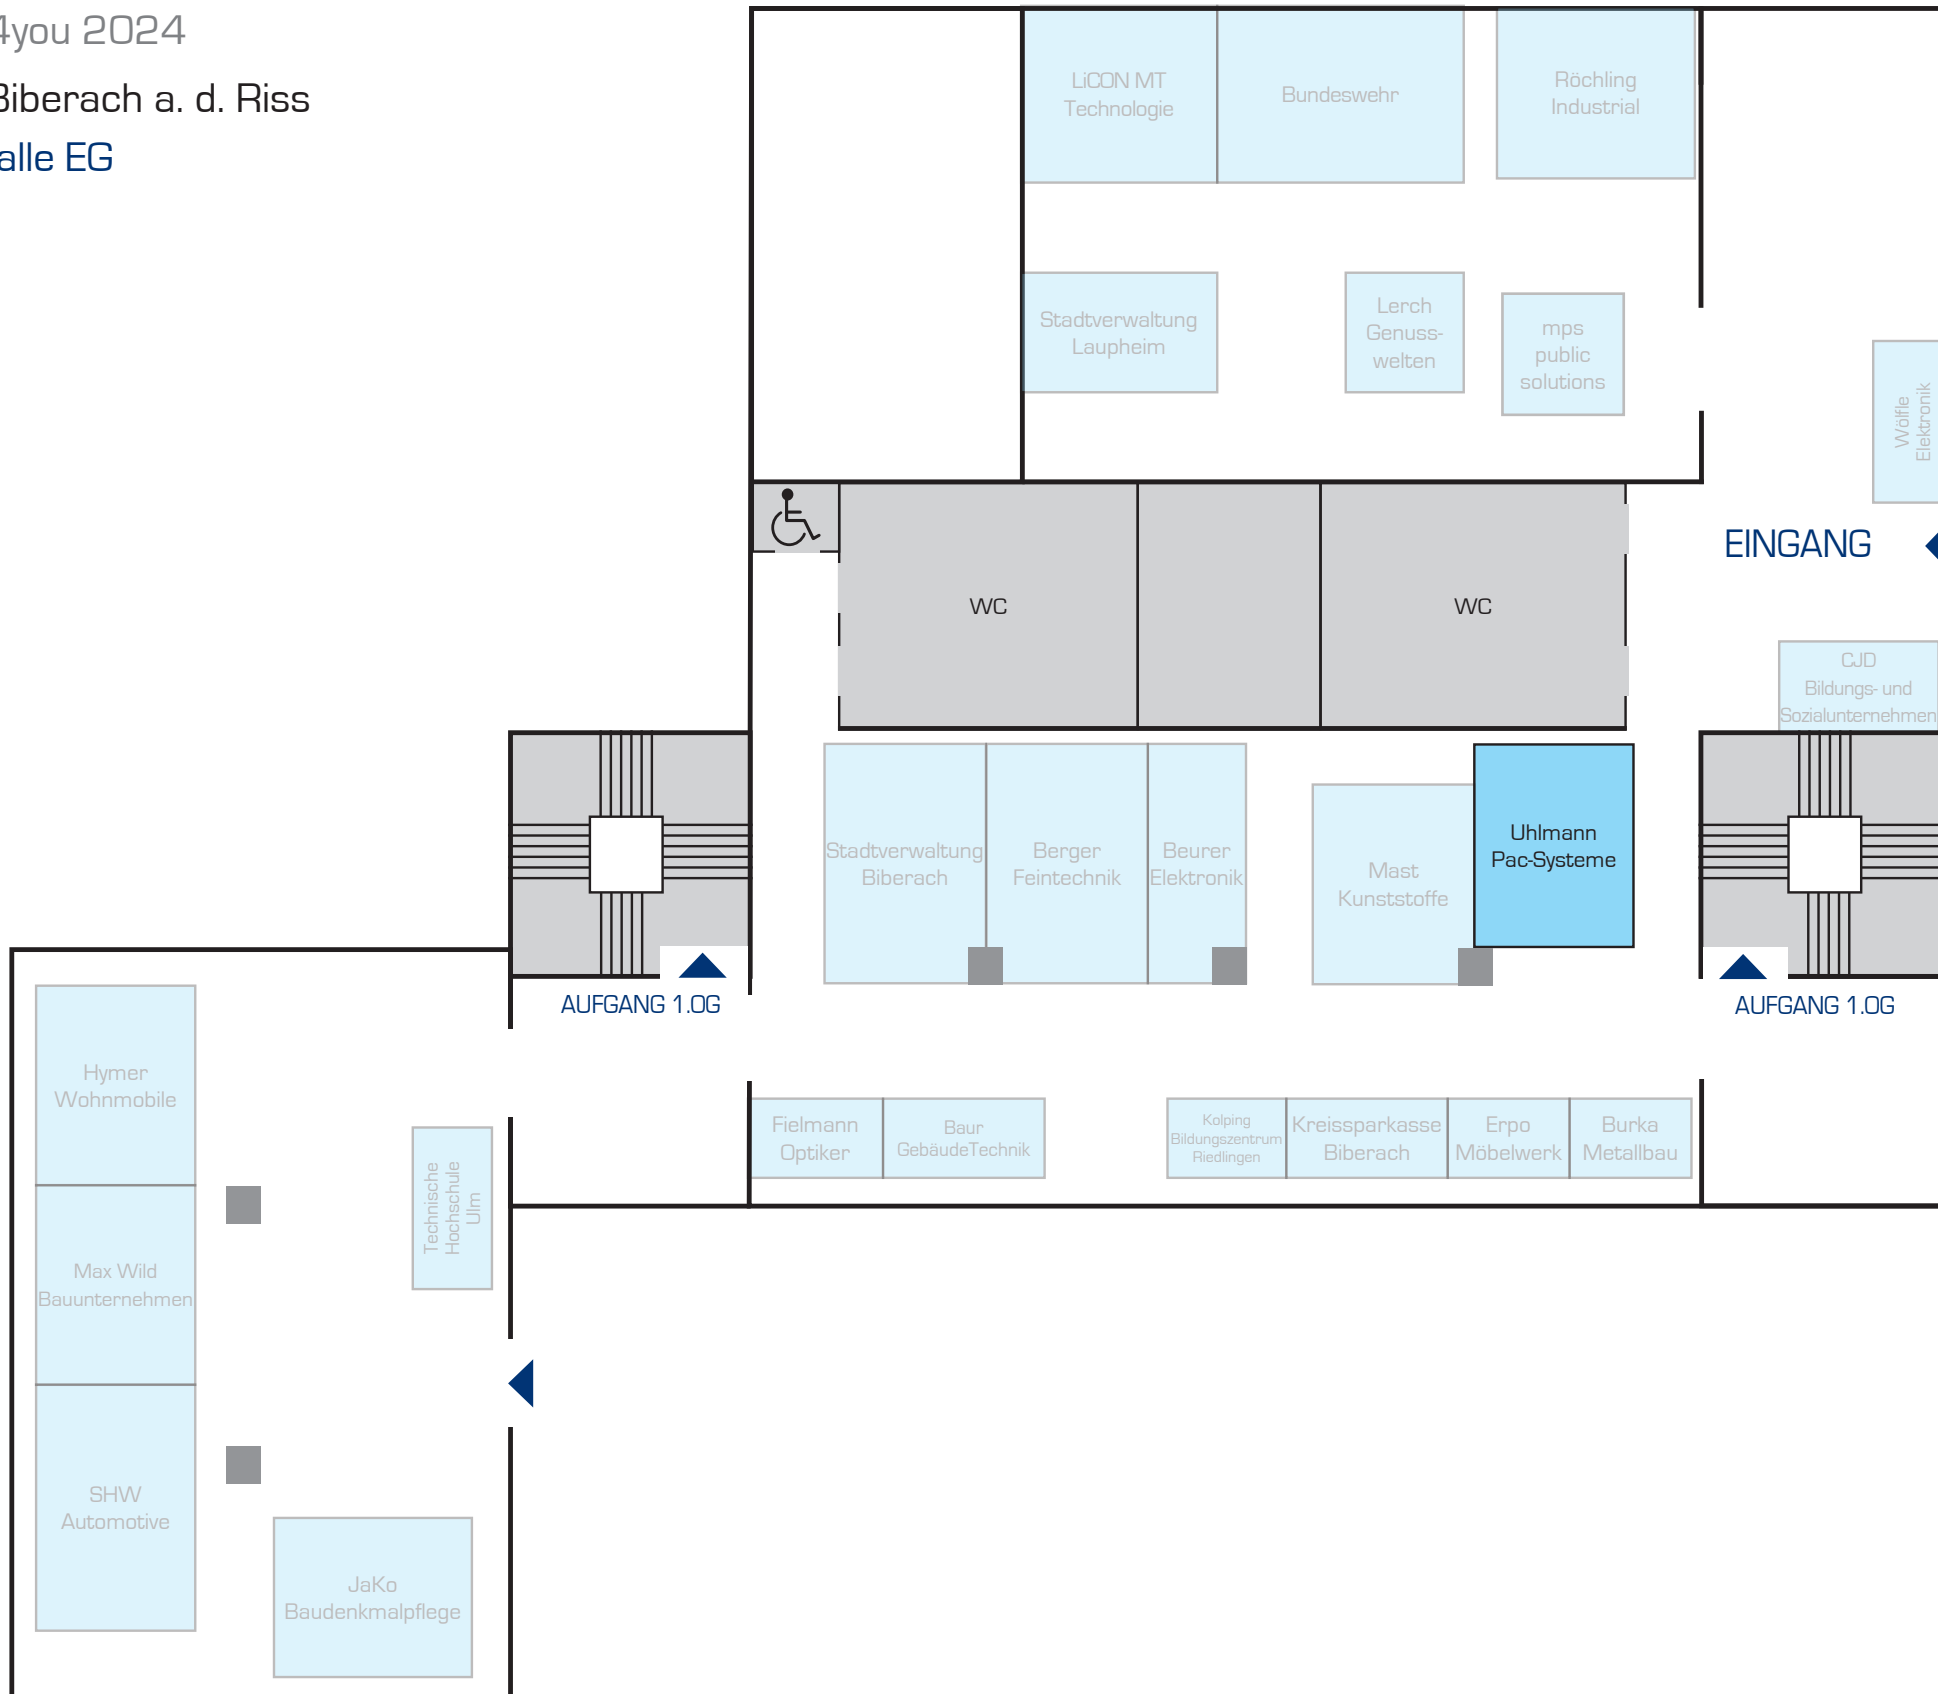 4you 2024
Biberach a. d. Riss
alle EG
LiCON MT
Technologie
Bundeswehr
Röchling
Industrial
Stadtverwaltung
Laupheim
Lerch
Genuss-
welten
mps
public
solutions
Wölfle
Elektronik
EINGANG
WC
WC
CJD
Bildungs- und
Sozialunternehmen
Stadtverwaltung
Biberach
Berger
Feintechnik
Beurer
Elektronik
Mast
Kunststoffe
Uhlmann
Pac-Systeme
AUFGANG 1.OG
AUFGANG 1.OG
Hymer
Wohnmobile
Technische
Hochschule
Ulm
Fielmann
Optiker
Baur
GebäudeTechnik
Kolping
Bildungszentrum
Riedlingen
Kreissparkasse
Biberach
Erpo
Möbelwerk
Burka
Metallbau
Max Wild
Bauunternehmen
SHW
Automotive
JaKo
Baudenkmalpflege